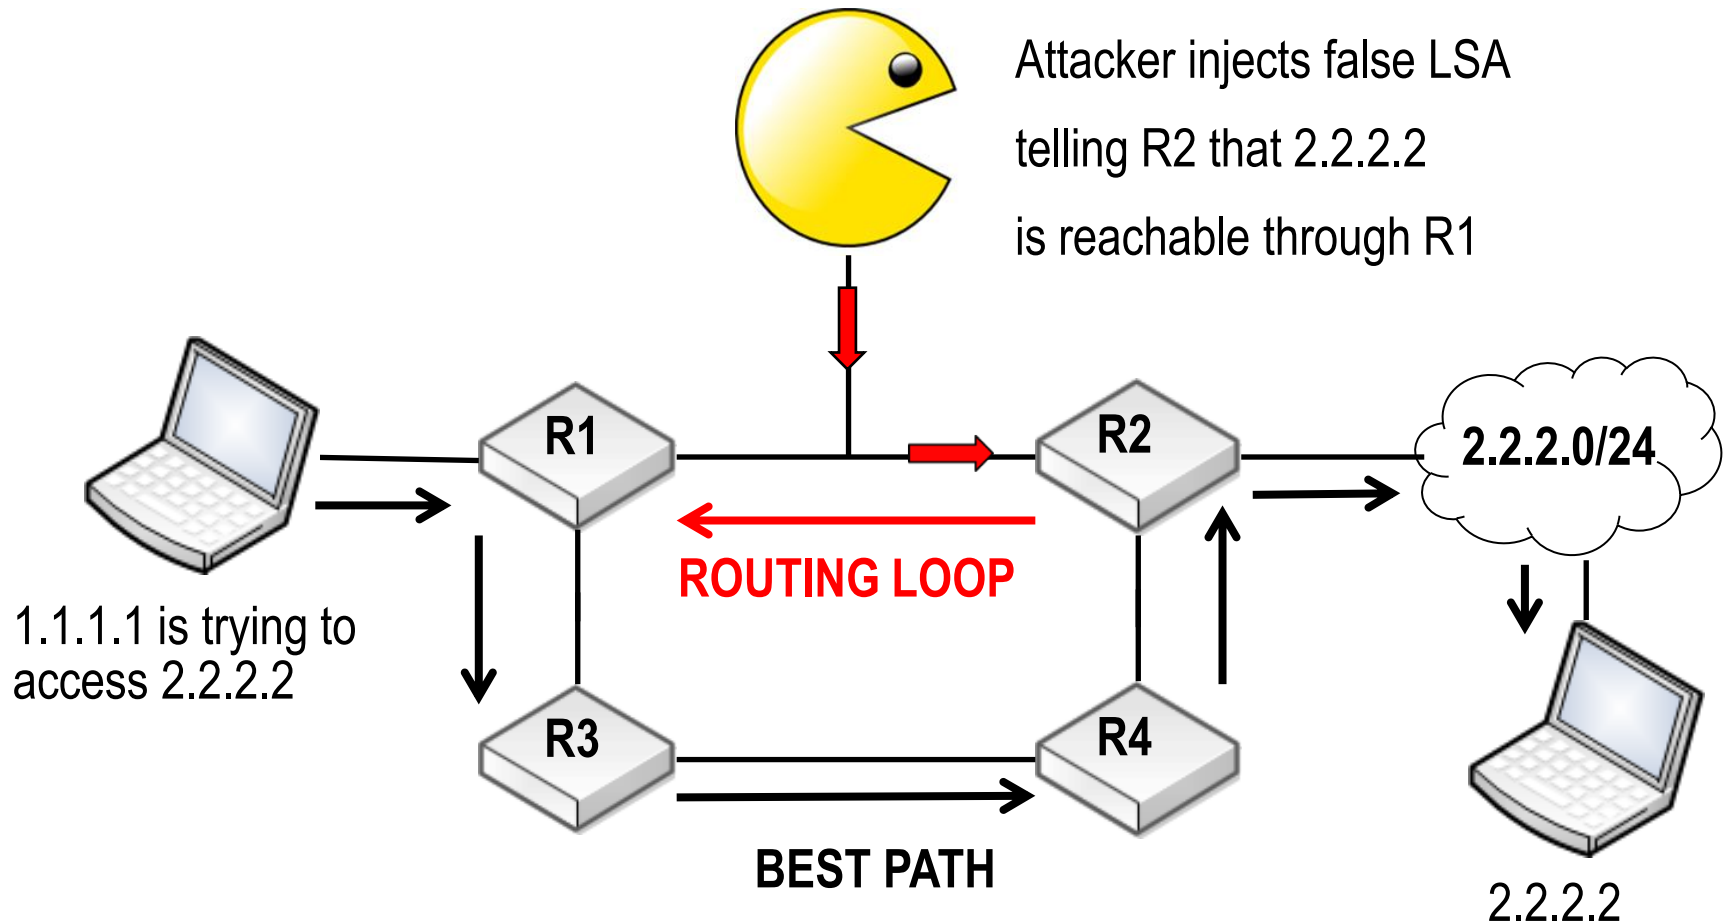 Attacker injects false LSA
telling R2 that 2.2.2.2
is reachable through R1
R1
R2
2.2.2.0/24
ROUTING LOOP
1.1.1.1 is trying to
access 2.2.2.2
R3
R4
BEST PATH
2.2.2.2